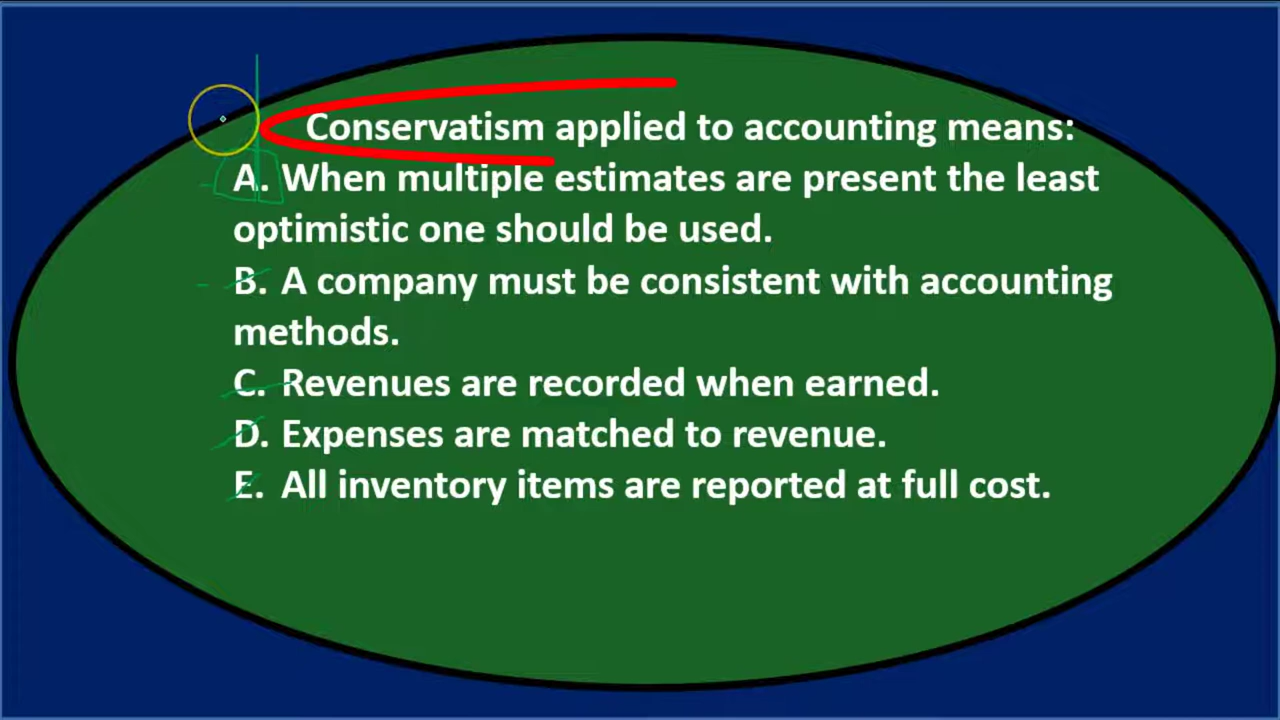 Conservatism applied to accounting means:
A. When multiple estimates are present the least
optimistic one should be used.
B. A company must be consistent with accounting
methods.
C. Revenues are recorded when earned.
D. Expenses are matched to revenue.
E. All inventory items are reported at full cost.